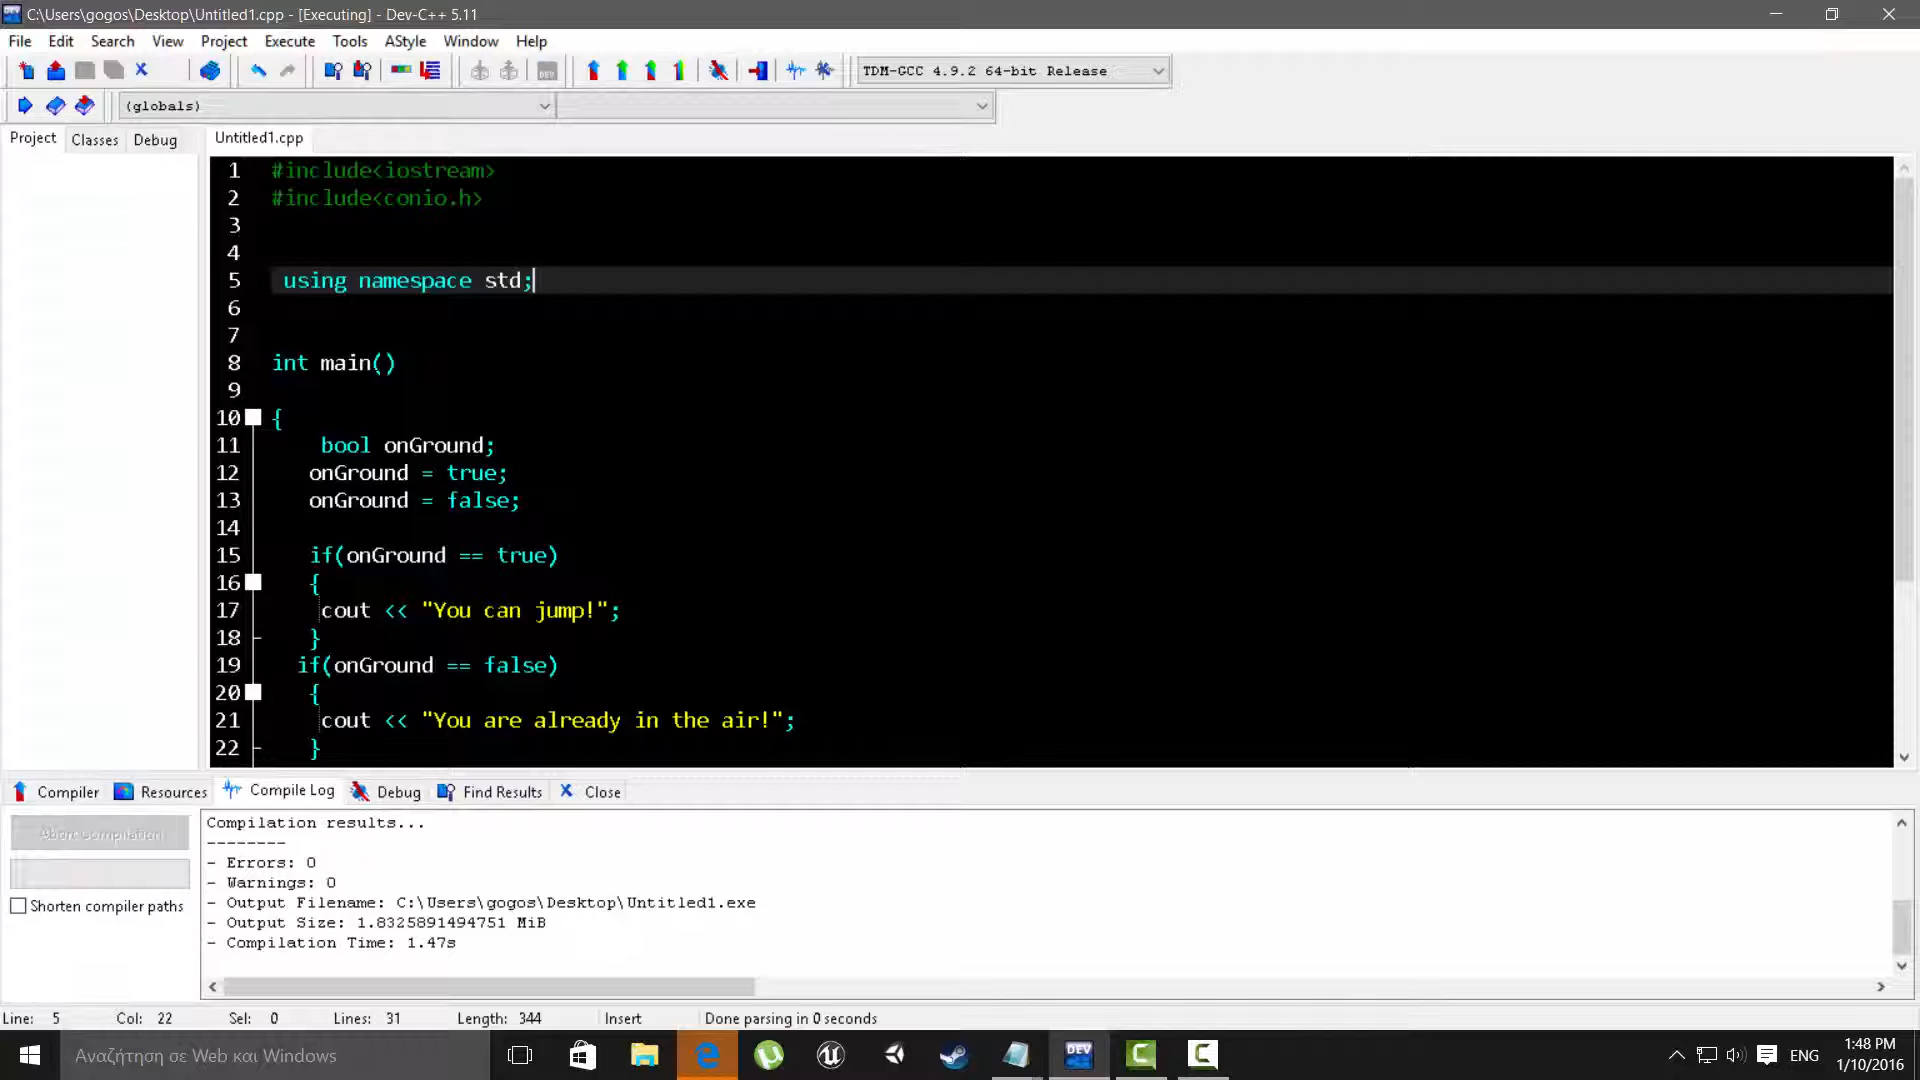 C:\Users\gogos\Desktop\Untitled1.cpp - [Executing] - Dev-C++ 5.11
File Edit Search View Project Execute Tools AStyle Window Help
TDM-GCC 4.9.2 64-bit Release
(globals)
Project Classes Debug Untitled1.cpp
1 #include<iostream>
2 #include<conio.h>
3
4
5 using namespace std;
6
7
8 int main()
9
10 {
11 bool onGround;
12 onGround = true;
13 onGround = false;
14
15 if(onGround == true)
16 {
17 cout << "You can jump!";
18 }
19 if(onGround == false)
20 {
21 cout << "You are already in the air!";
22 }
Compiler Resources Compile Log Debug Find Results Close
Abort Compilation
Shorten compiler paths
Compilation results...
--------
- Errors: 0
- Warnings: 0
- Output Filename: C:\Users\gogos\Desktop\Untitled1.exe
- Output Size: 1.8325891494751 MiB
- Compilation Time: 1.47s
Line: 5 Col: 22 Sel: 0 Lines: 31 Length: 344 Insert Done parsing in 0 seconds
Αναζήτηση σε Web και Windows
DEV
ENG
1:48 PM
1/10/2016